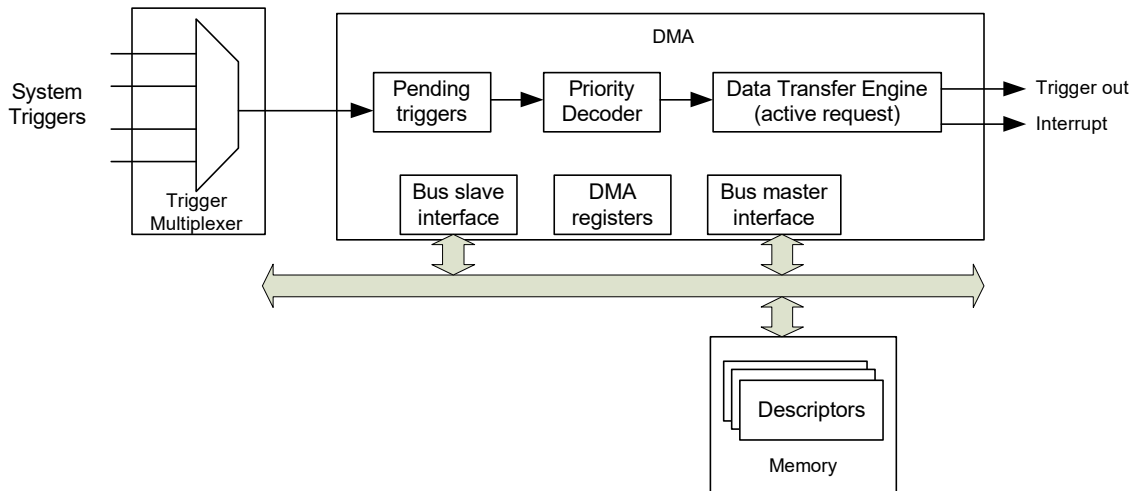 DMA
System
Triggers
Pending
triggers
Priority
Decoder
Data Transfer Engine
(active request)
Trigger out
Interrupt
Trigger
Multiplexer
Bus slave
interface
DMA
registers
Bus master
interface
Descriptors
Memory